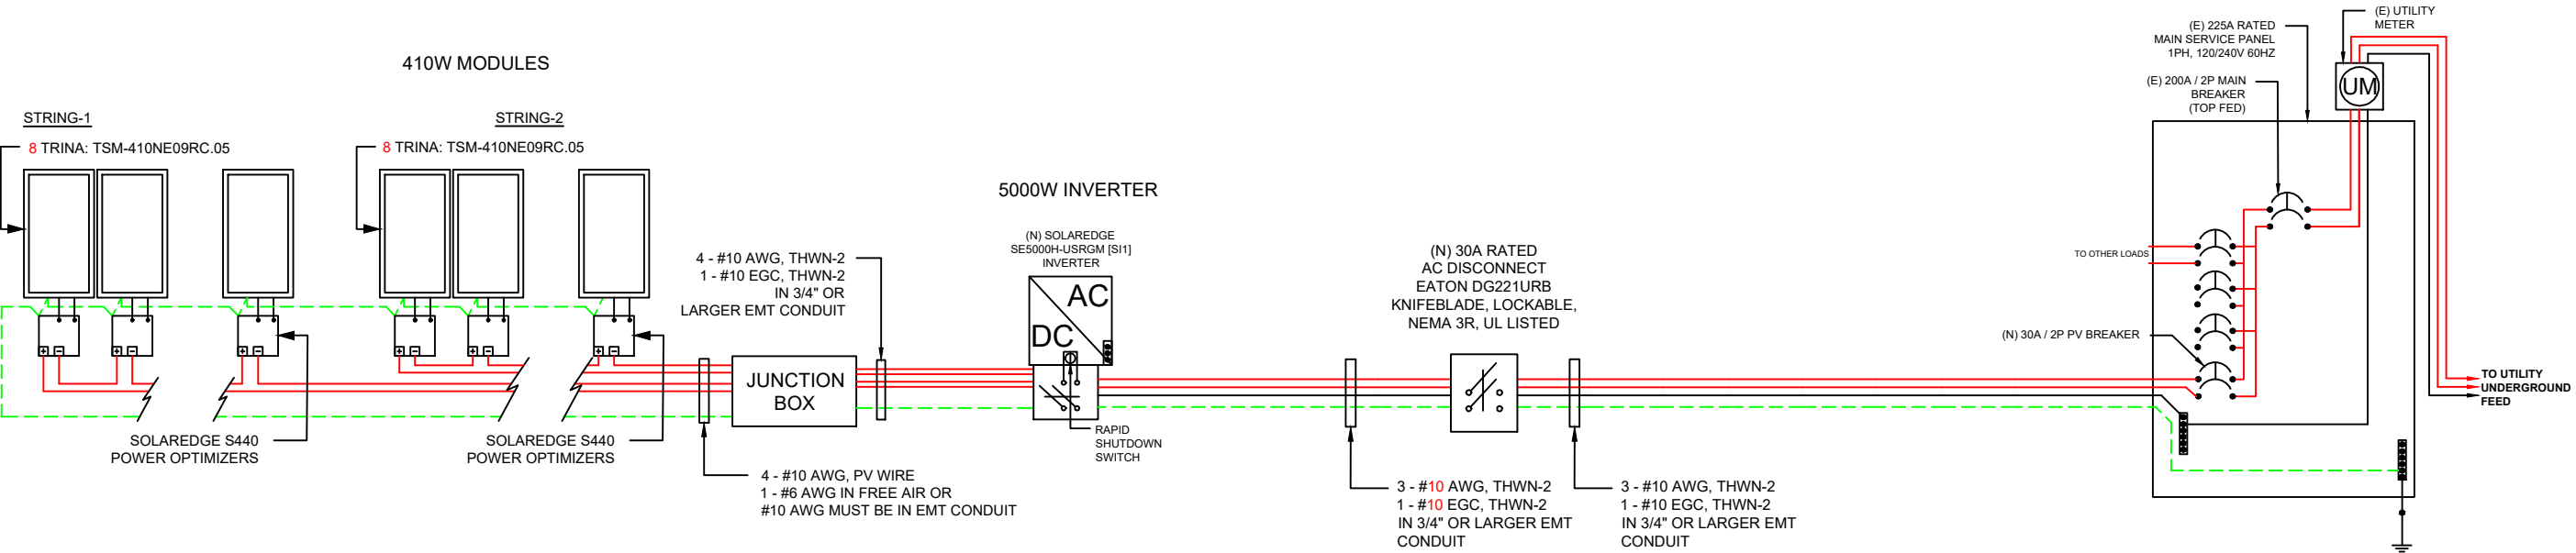 410W MODULES
STRING-1
8 TRINA: TSM-410NE09RC.05
STRING-2
8 TRINA: TSM-410NE09RC.05
SOLAREDGE S440
POWER OPTIMIZERS
SOLAREDGE S440
POWER OPTIMIZERS
4 - #10 AWG, THWN-2
1 - #10 EGC, THWN-2
IN 3/4" OR
LARGER EMT CONDUIT
JUNCTION
BOX
4 - #10 AWG, PV WIRE
1 - #6 AWG IN FREE AIR OR
#10 AWG MUST BE IN EMT CONDUIT
5000W INVERTER
(N) SOLAREDGE
SE5000H-USRGM [SI1]
INVERTER
AC
DC
RAPID
SHUTDOWN
SWITCH
(N) 30A RATED
AC DISCONNECT
EATON DG221URB
KNIFEBLADE, LOCKABLE,
NEMA 3R, UL LISTED
3 - #10 AWG, THWN-2
1 - #10 EGC, THWN-2
IN 3/4" OR LARGER EMT
CONDUIT
3 - #10 AWG, THWN-2
1 - #10 EGC, THWN-2
IN 3/4" OR LARGER EMT
CONDUIT
(E) UTILITY
METER
(E) 225A RATED
MAIN SERVICE PANEL
1PH, 120/240V 60HZ
(E) 200A / 2P MAIN
BREAKER
(TOP FED)
UM
TO OTHER LOADS
(N) 30A / 2P PV BREAKER
TO UTILITY
UNDERGROUND
FEED